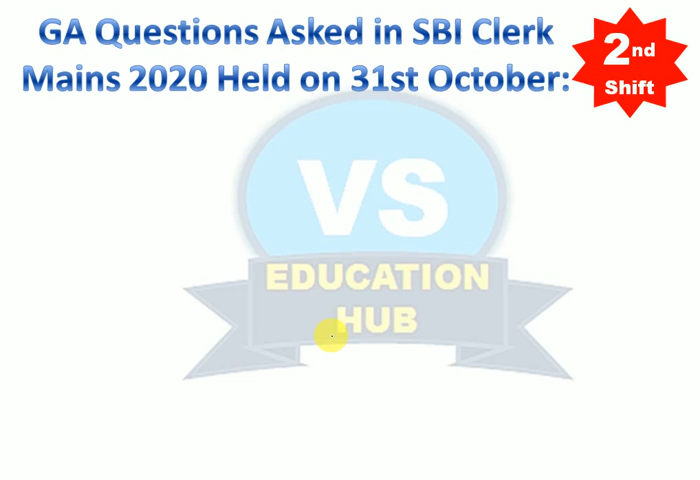 GA Questions Asked in SBI Clerk
Mains 2020 Held on 31st October:
2nd
Shift
VS
EDUCATION
HUB